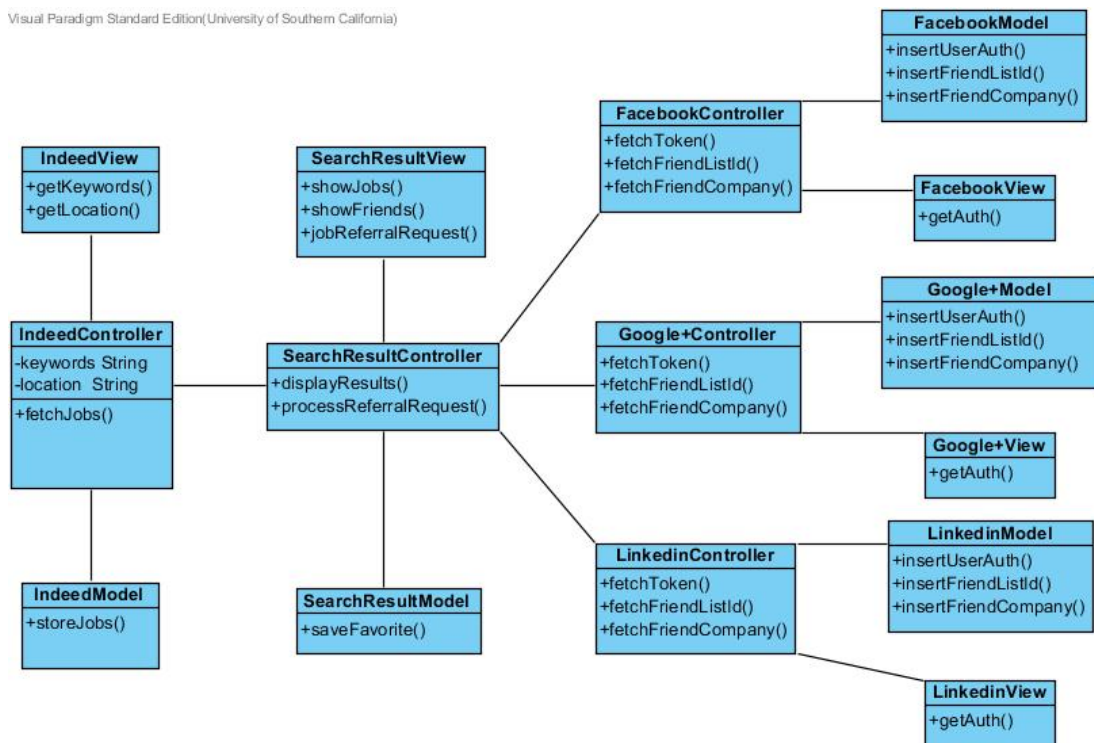 Visual Paradigm Standard Edition(University of Southern California)
IndeedView
+getKeywords()
+getLocation()
IndeedController
-keywords String
-location String
+fetchJobs()
IndeedModel
+storeJobs()
SearchResultView
+showJobs()
+showFriends()
+jobReferralRequest()
SearchResultController
+displayResults()
+processReferralRequest()
SearchResultModel
+saveFavorite()
FacebookController
+fetchToken()
+fetchFriendListId()
+fetchFriendCompany()
FacebookModel
+insertUserAuth()
+insertFriendListId()
+insertFriendCompany()
FacebookView
+getAuth()
Google+Controller
+fetchToken()
+fetchFriendListId()
+fetchFriendCompany()
Google+Model
+insertUserAuth()
+insertFriendListId()
+insertFriendCompany()
Google+View
+getAuth()
LinkedinController
+fetchToken()
+fetchFriendListId()
+fetchFriendCompany()
LinkedinModel
+insertUserAuth()
+insertFriendListId()
+insertFriendCompany()
LinkedinView
+getAuth()